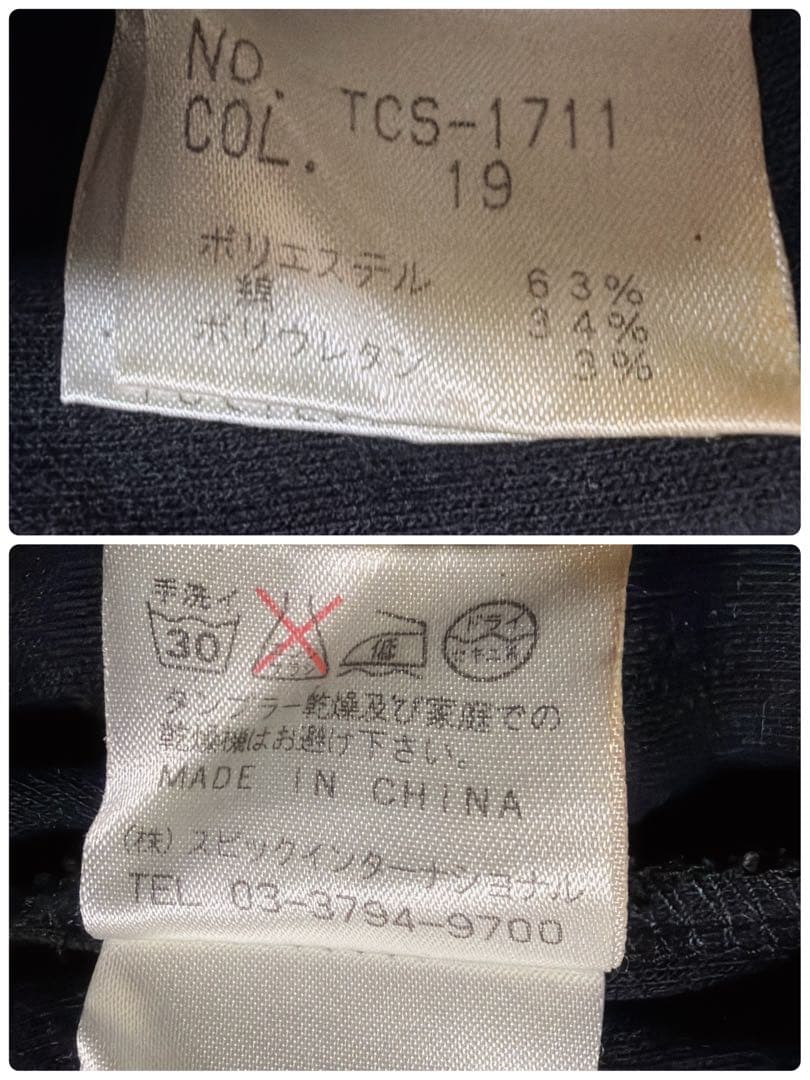 No. TCS-1711
COL. 19
ポリエステル 63%
綿 34%
ポリウレタン 3%
手洗イ
30
低
ドライ
セキユ系
タンブラー乾燥及び家庭での
乾燥機はお避け下さい。
MADE IN CHINA
(株)スピックインターナショナル
TEL 03-3794-9700